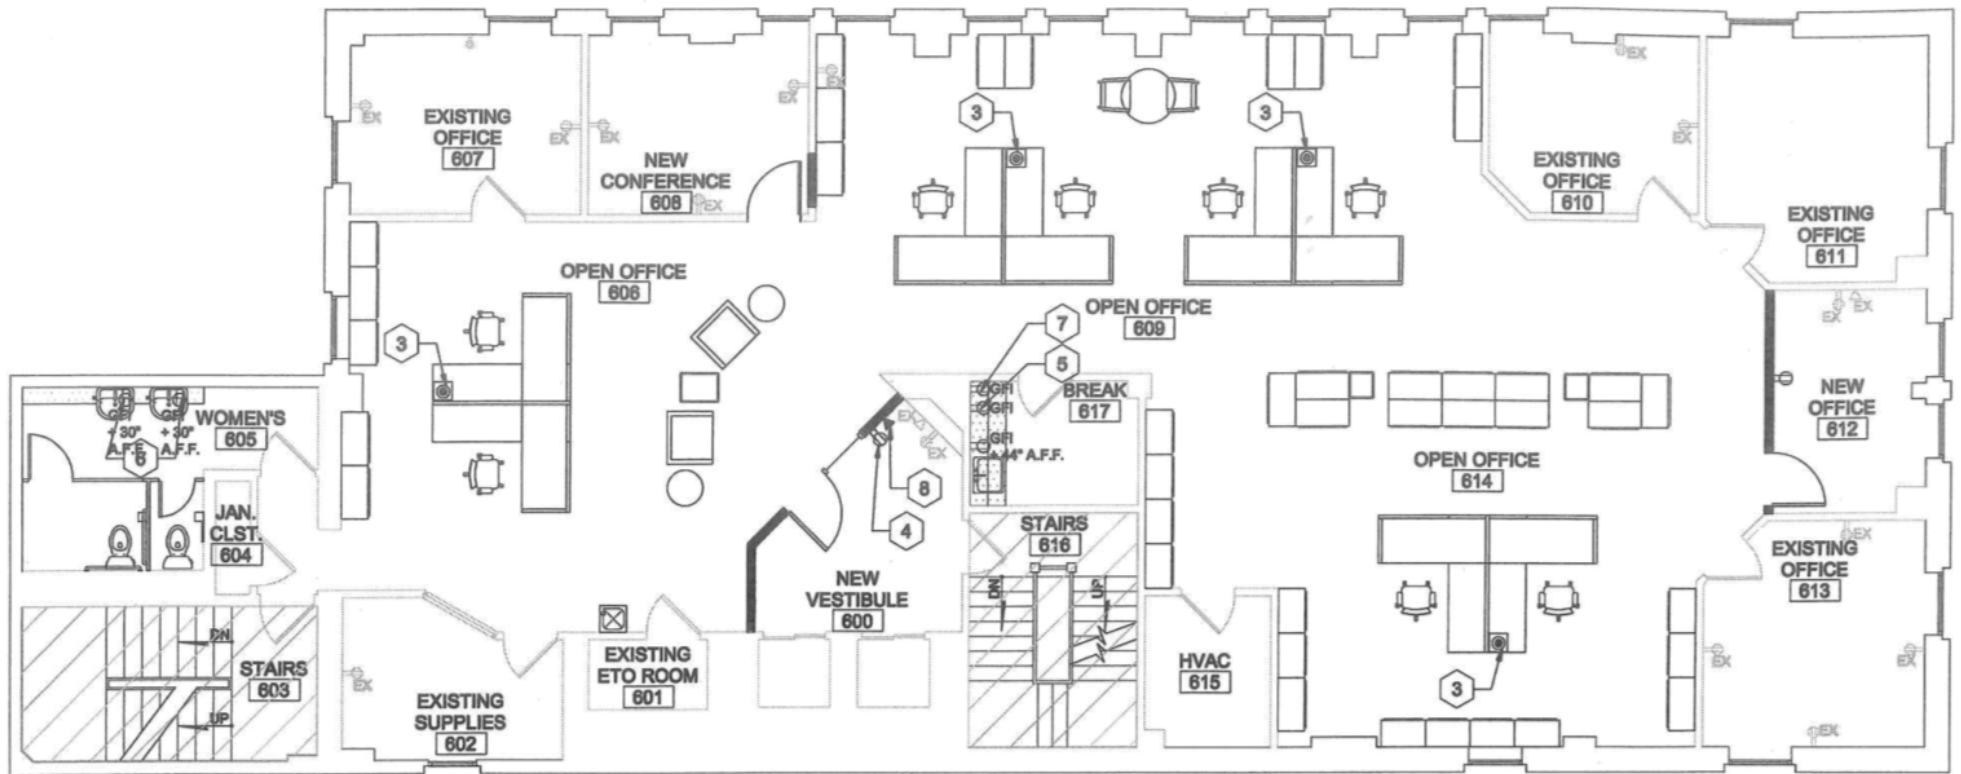 EXISTING
OFFICE
607
EX
EX
EX
NEW
CONFERENCE
608
EX
EX
EX
3
3
EX
EX
EXISTING
OFFICE
610
EXISTING
OFFICE
611
OPEN OFFICE
606
OPEN OFFICE
609
7
5
3
EX
EX
NEW
OFFICE
612
WOMEN'S
605
GFI
+ 30"
A.F.F.
GFI
+ 30"
A.F.F.
6
JAN.
CLST.
604
EX
EX
8
4
GFI
GFI
GFI
+44" A.F.F.
BREAK
617
OPEN OFFICE
614
STAIRS
616
DN
UP
NEW
VESTIBULE
600
EXISTING
OFFICE
613
EX
EX
EX
EX
DN
UP
STAIRS
603
EX
EXISTING
SUPPLIES
602
EXISTING
ETO ROOM
601
HVAC
615
3